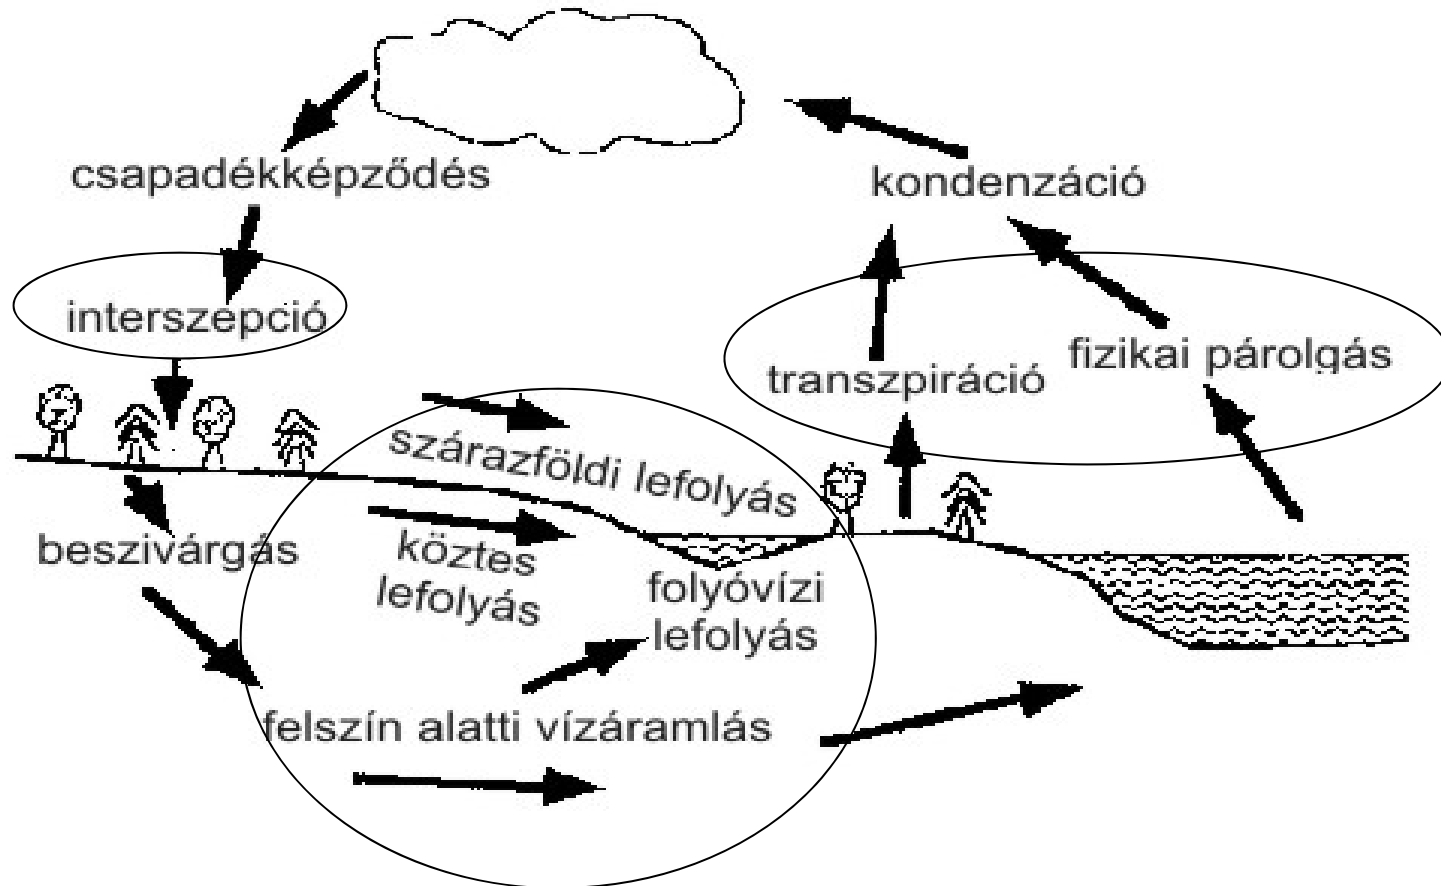 csapadékképződés
kondenzáció
interszepció
fizikai párolgás
transzpiráció
szárazföldi lefolyás
beszivárgás
köztes
lefolyás
folyóvízi
lefolyás
felszín alatti vízáramlás